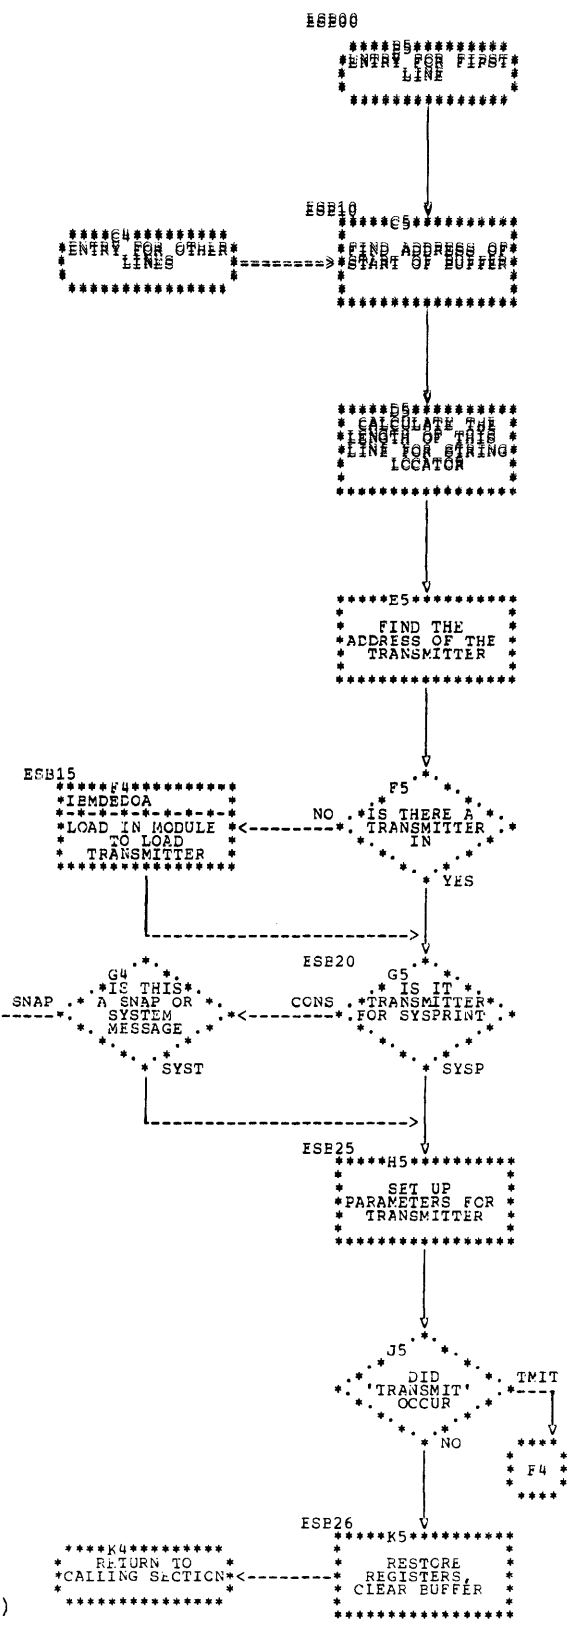 ESB00
B5
ENTRY FOR FIRST
LINE
ESB10
C4
ENTRY FOR OTHER
LINES
C5
FIND ADDRESS OF
START OF BUFFER
D5
CALCULATE THE
LENGTH OF THIS
LINE FOR STRING
LOCATOR
E5
FIND THE
ADDRESS OF THE
TRANSMITTER
ESB15
F4
IBMDEDOA
LOAD IN MODULE
TO LOAD
TRANSMITTER
NO
F5
IS THERE A
TRANSMITTER
IN
YES
ESB20
G4
IS THIS
A SNAP OR
SYSTEM
MESSAGE
SNAP
SYST
CONS
G5
IS IT
TRANSMITTER
FOR SYSPRINT
SYSP
ESB25
H5
SET UP
PARAMETERS FOR
TRANSMITTER
J5
DID
'TRANSMIT'
OCCUR
TMIT
NO
F4
ESB26
K4
RETURN TO
CALLING SECTION
K5
RESTORE
REGISTERS,
CLEAR BUFFER
)